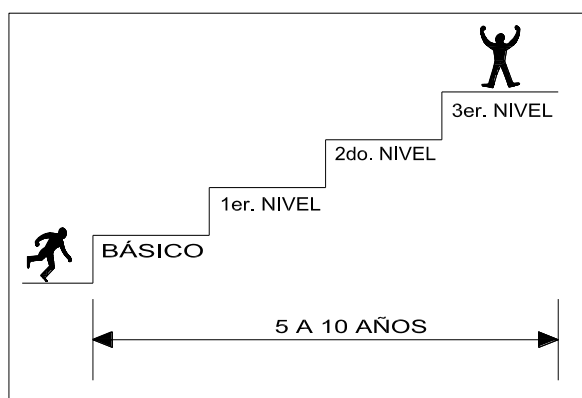 3er. NIVEL
2do. NIVEL
1er. NIVEL
BÁSICO
5 A 10 AÑOS